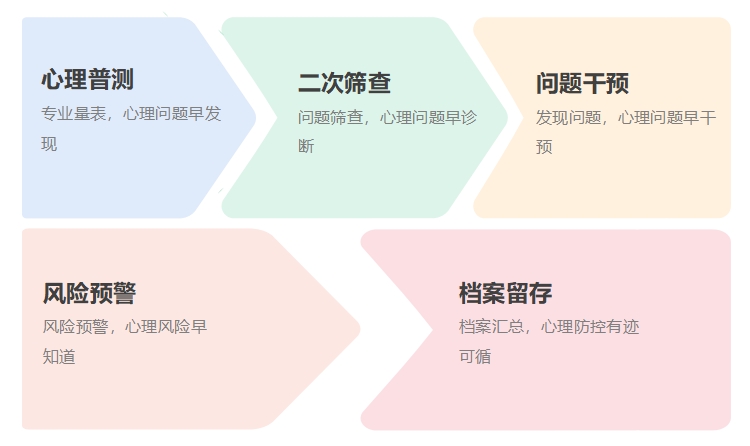 心理普测
专业量表，心理问题早发
现
二次筛查
问题筛查，心理问题早诊
断
问题干预
发现问题，心理问题早干
预
风险预警
风险预警，心理风险早
知道
档案留存
档案汇总，心理防控有迹
可循